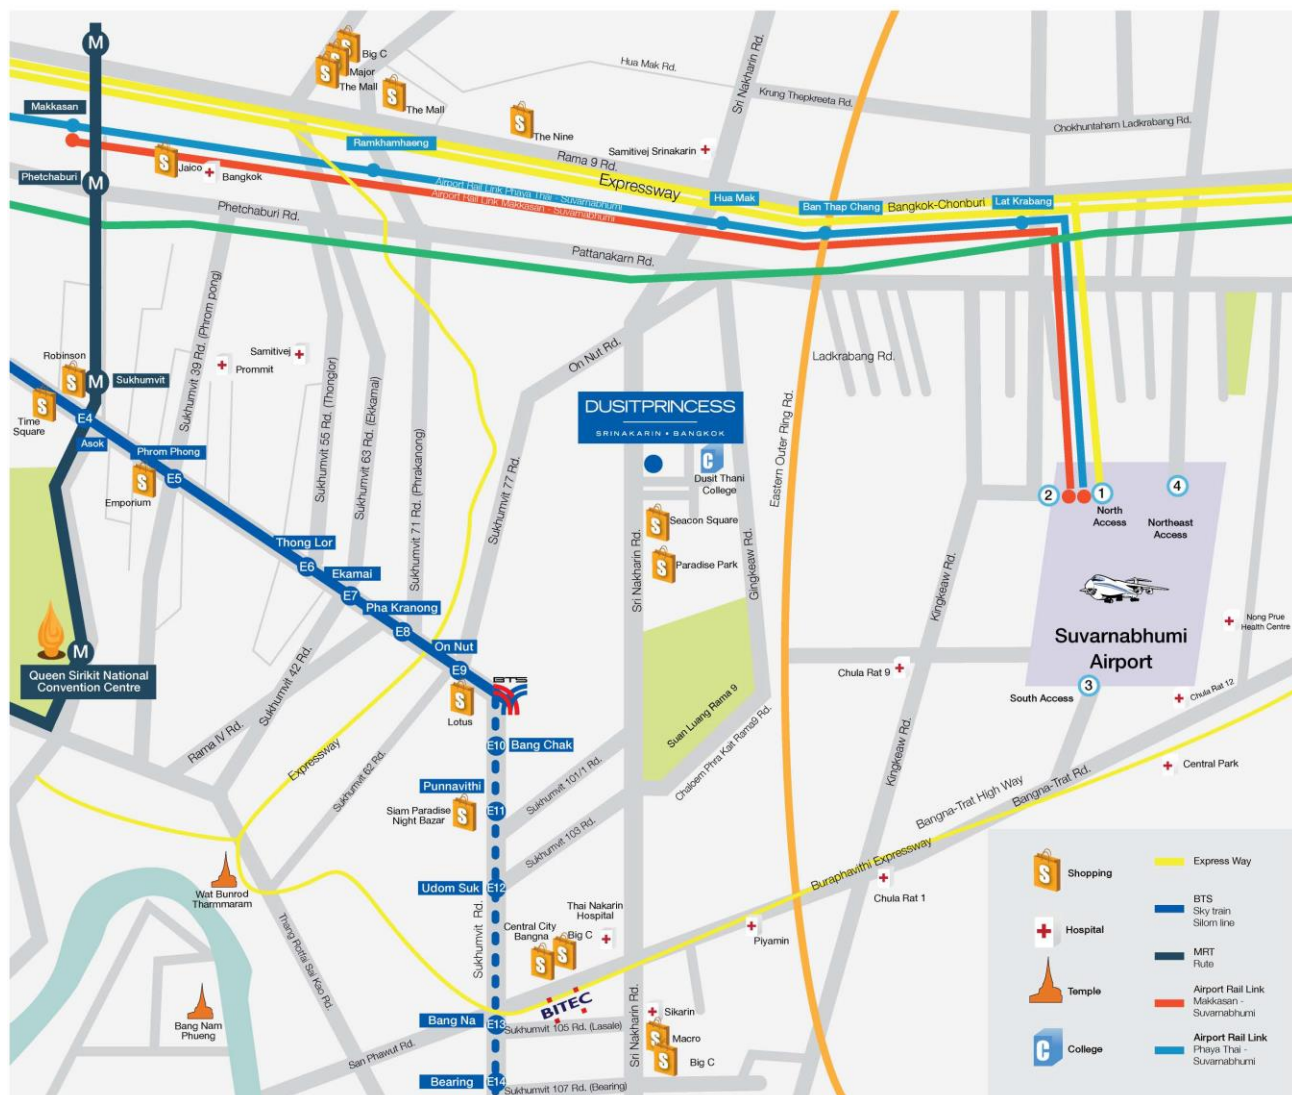 M
Big C
Major
The Mall
The Mall
Hua Mak Rd.
Sri Nakharin Rd.
Krung Thepkreeta Rd.
Chokhuntaham Ladkrabang Rd.
Makkasan
The Nine
Ramkhamhaeng
Rama 9 Rd.
Samitivej Srinakarin
Expressway
Jaico
Bangkok
Phetchaburi
M
Airport Rail Link Phaya Thai - Suvarnabhumi
Airport Rail Link Makkasan - Suvarnabhumi
Hua Mak
Ban Thap Chang
Bangkok-Chonburi
Lat Krabang
Phetchaburi Rd.
Pattanakarn Rd.
Robinson
Sukhumvit
M
Time
Square
E4
Asok
Sukhumvit 39 Rd. (Phrom pong)
Prommit
Samitivej
Sukhumvit 55 Rd. (Thonglor)
Sukhumvit 63 Rd. (Ekkamai)
Sukhumvit 71 Rd. (Phrakanong)
Sukhumvit 77 Rd.
On Nut Rd.
Ladkrabang Rd.
DUSITPRINCESS
SRINAKARIN • BANGKOK
Dusit Thani
College
Eastern Outer Ring Rd.
Phrom Phong
E5
Emporium
Seacon Square
Paradise Park
Sri Nakharin Rd.
Gingkeaw Rd.
Kingkeaw Rd.
2
1
4
North
Access
Northeast
Access
Thong Lor
E6
Ekamai
E7
Pha Kranong
E8
On Nut
E9
BTS
Lotus
M
Queen Sirikit National
Convention Centre
Suvarnabhumi
Airport
Nong Prue
Health Centre
Chula Rat 9
3
South Access
Chula Rat 12
Suan Luang Rama 9
Chaloem Phra Kait Rama9 Rd.
Kingkeaw Rd.
Rama IV Rd.
Sukhumvit 42 Rd.
Expressway
Sukhumvit 62 Rd.
E10
Bang Chak
Punnavithi
E11
Siam Paradise
Night Bazar
Sukhumvit 101/1 Rd.
Sukhumvit 103 Rd.
Central Park
Bangna-Trat High Way
Bangna-Trat Rd.
Buraphavithi Expressway
Chula Rat 1
Wat Bunrod
Tharmmaram
Udom Suk
E12
Thai Nakarin
Hospital
Central City
Bangna
Big C
Piyamin
Sukhumvit Rd.
Thang Rotfai Sai Kao Rd.
BITEC
Bang Nam
Phueng
Bang Na
E13
Sukhumvit 105 Rd. (Lasale)
Sri Nakharin Rd.
Sikarin
Macro
Big C
San Phawut Rd.
Bearing
E14
Sukhumvit 107 Rd. (Bearing)
Shopping
Hospital
Temple
College
Express Way
BTS
Sky train
Silom line
MRT
Rute
Airport Rail Link
Makkasan -
Suvarnabhumi
Airport Rail Link
Phaya Thai -
Suvarnabhumi